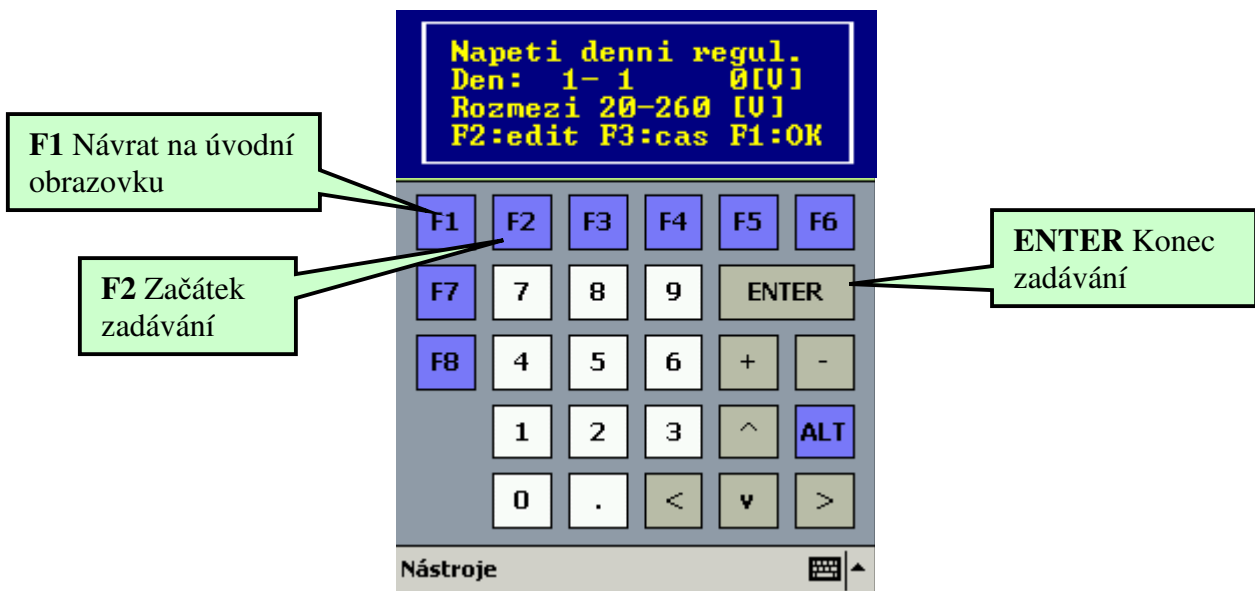 Napeti denni regul.
Den: 1- 1 0[V]
Rozmezi 20-260 [V]
F2:edit F3:cas F1:OK
F1 Návrat na úvodní
obrazovku
F1 F2 F3 F4 F5 F6
ENTER Konec
zadávání
F2 Začátek
zadávání
F7 7 8 9 ENTER
F8 4 5 6 + -
1 2 3 ^ ALT
0 . < v >
Nástroje